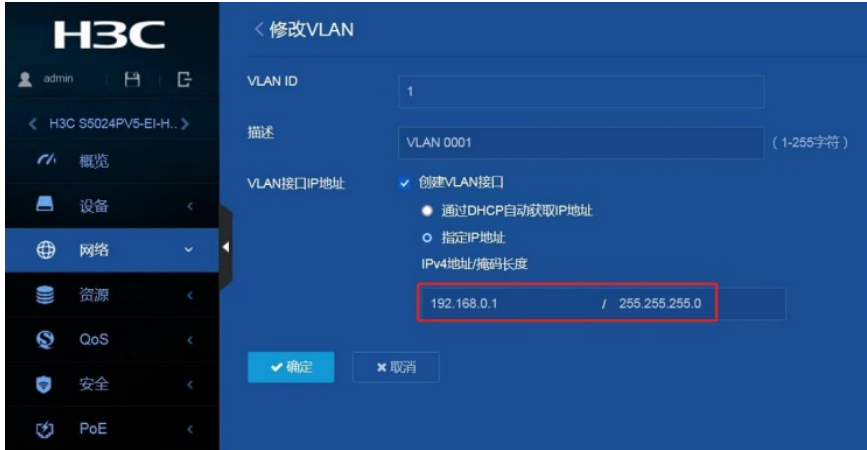 H3C
admin
H3C S5024PV5-EI-H..
概览
设备
网络
资源
QoS
安全
PoE
修改VLAN
VLAN ID
1
描述
VLAN 0001
(1-255字符)
VLAN接口IP地址
创建VLAN接口
通过DHCP自动获取IP地址
指定IP地址
IPv4地址/掩码长度
192.168.0.1 / 255.255.255.0
确定
取消